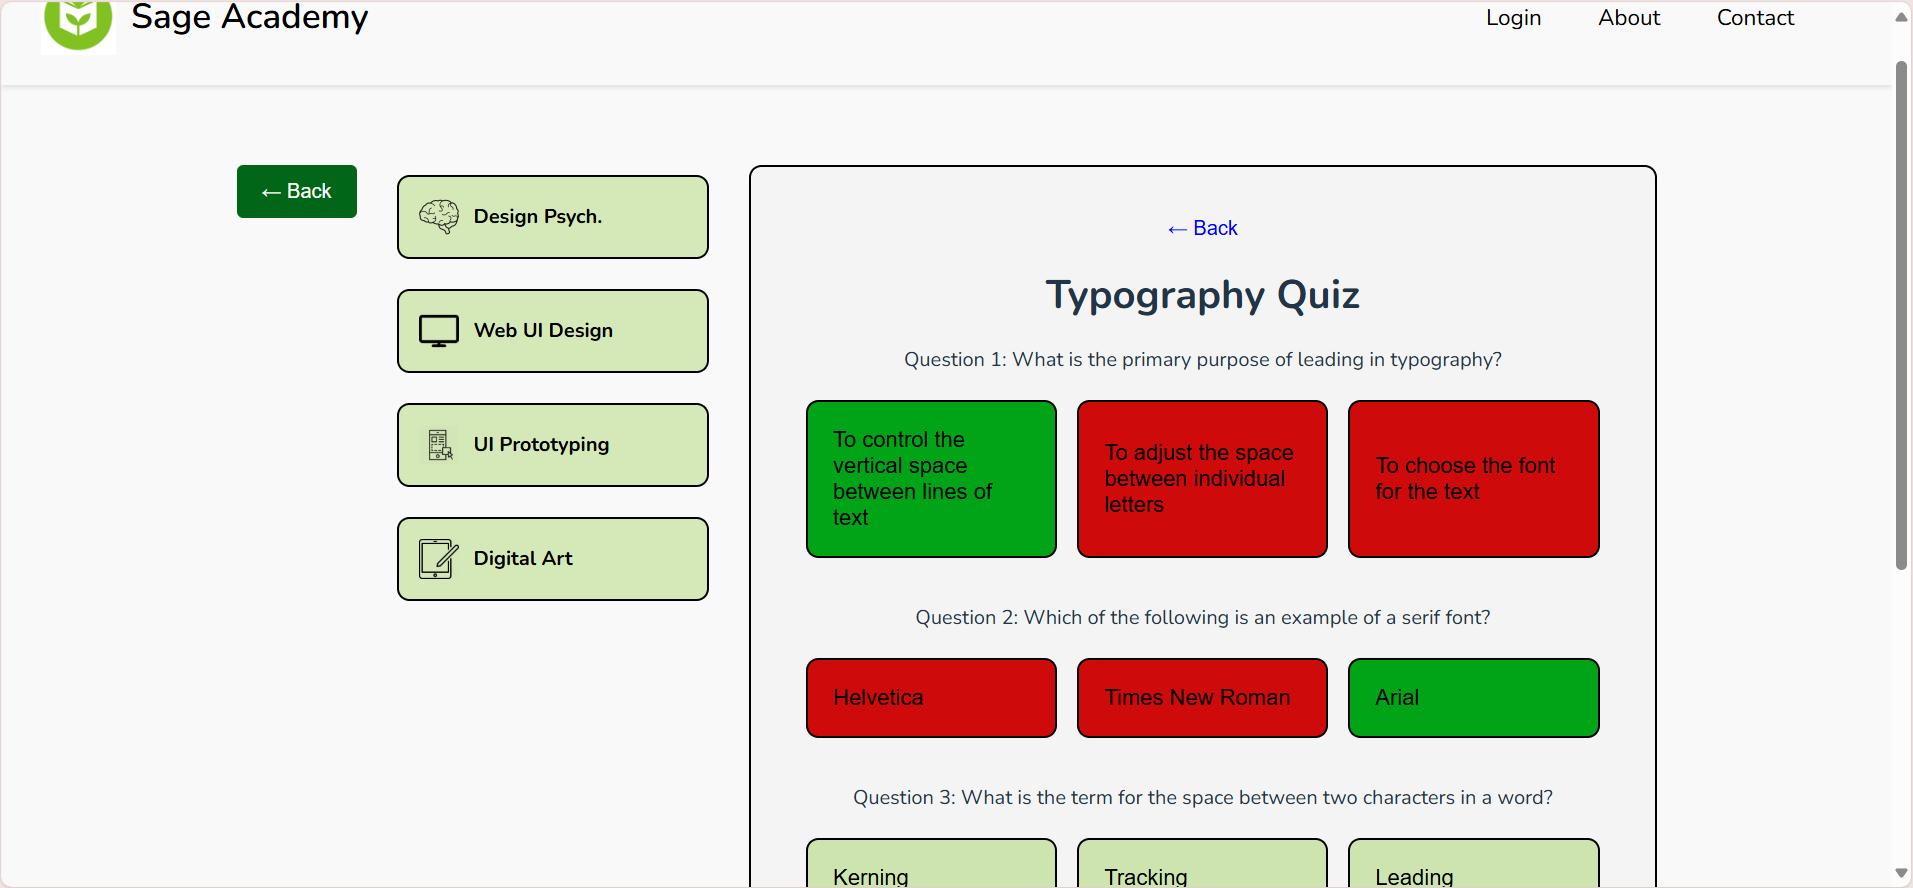 Sage Academy
Login
About
Contact
← Back
Design Psych.
Web UI Design
UI Prototyping
Digital Art
← Back
Typography Quiz
Question 1: What is the primary purpose of leading in typography?
To control the
vertical space
between lines of
text
To adjust the space
between individual
letters
To choose the font
for the text
Question 2: Which of the following is an example of a serif font?
Helvetica
Times New Roman
Arial
Question 3: What is the term for the space between two characters in a word?
Kerning
Tracking
Leading